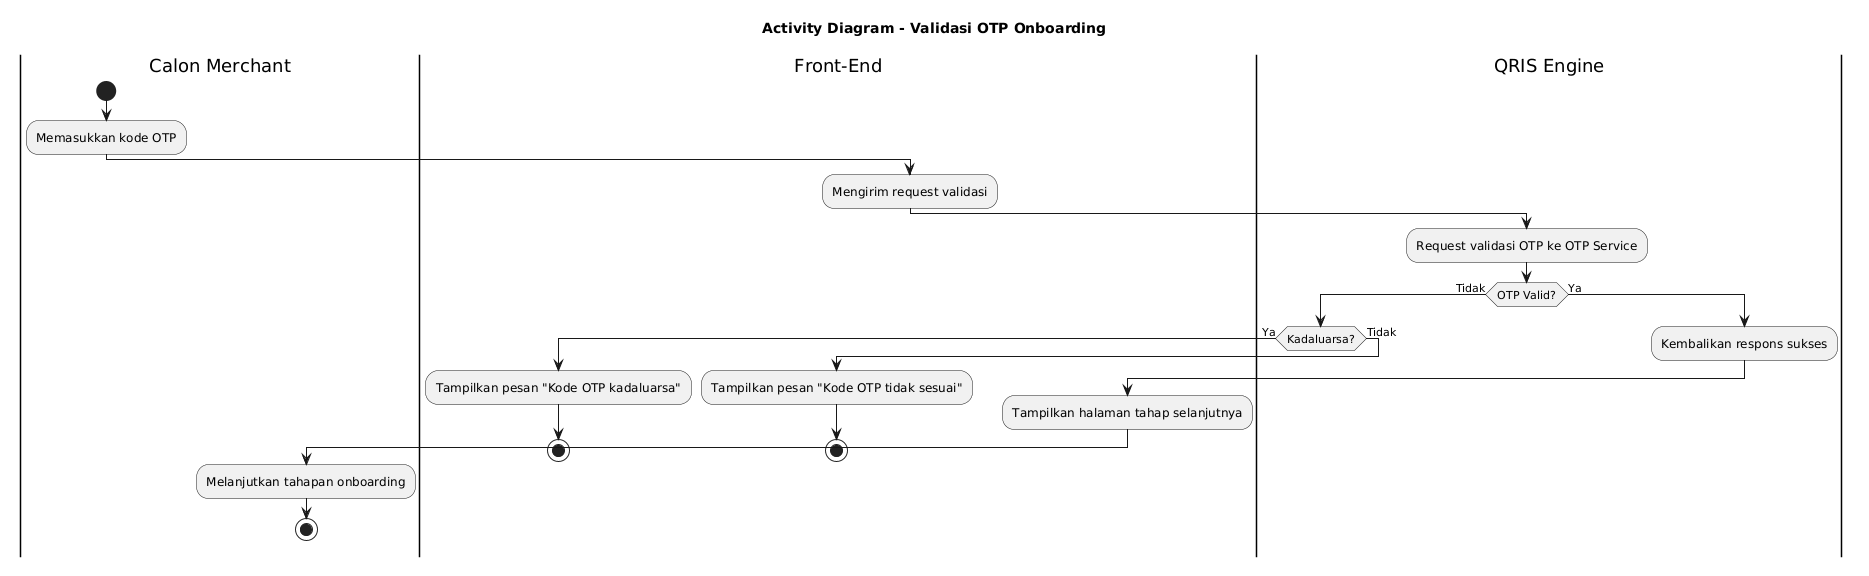 Activity Diagram - Validasi OTP Onboarding
Calon Merchant
Front-End
QRIS Engine
Memasukkan kode OTP
Mengirim request validasi
Request validasi OTP ke OTP Service
Tidak
OTP Valid?
Ya
Ya
Kadaluarsa?
Tidak
Kembalikan respons sukses
Tampilkan pesan "Kode OTP kadaluarsa"
Tampilkan pesan "Kode OTP tidak sesuai"
Tampilkan halaman tahap selanjutnya
Melanjutkan tahapan onboarding